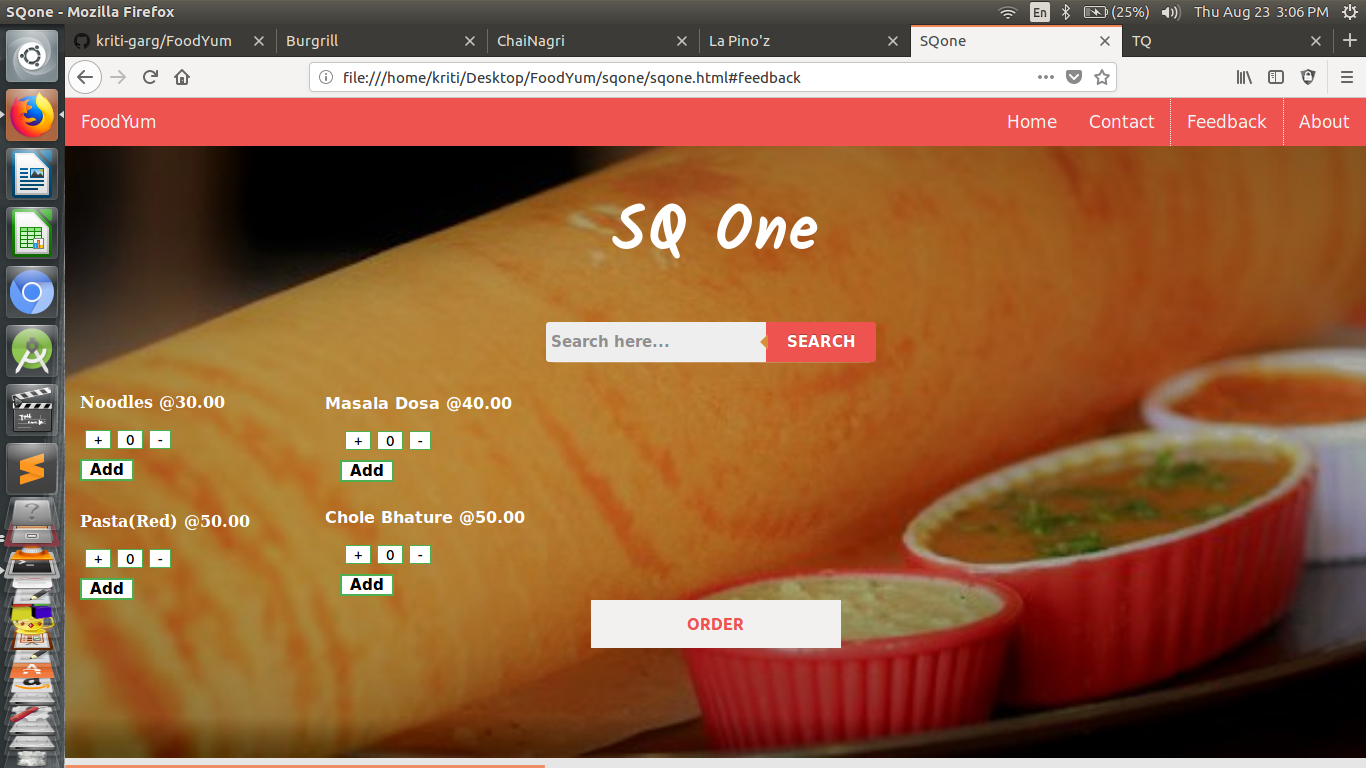 SQone - Mozilla Firefox
En
(25%)
Thu Aug 23 3:06 PM
kriti-garg/FoodYum
Burgrill
ChaiNagri
La Pino'z
SQone
TQ
file:///home/kriti/Desktop/FoodYum/sqone/sqone.html#feedback
FoodYum
Home
Contact
Feedback
About
SQ One
Search here...
SEARCH
Noodles @30.00
Masala Dosa @40.00
+ 0 -
+ 0 -
Add
Add
Pasta(Red) @50.00
Chole Bhature @50.00
+ 0 -
+ 0 -
Add
Add
ORDER